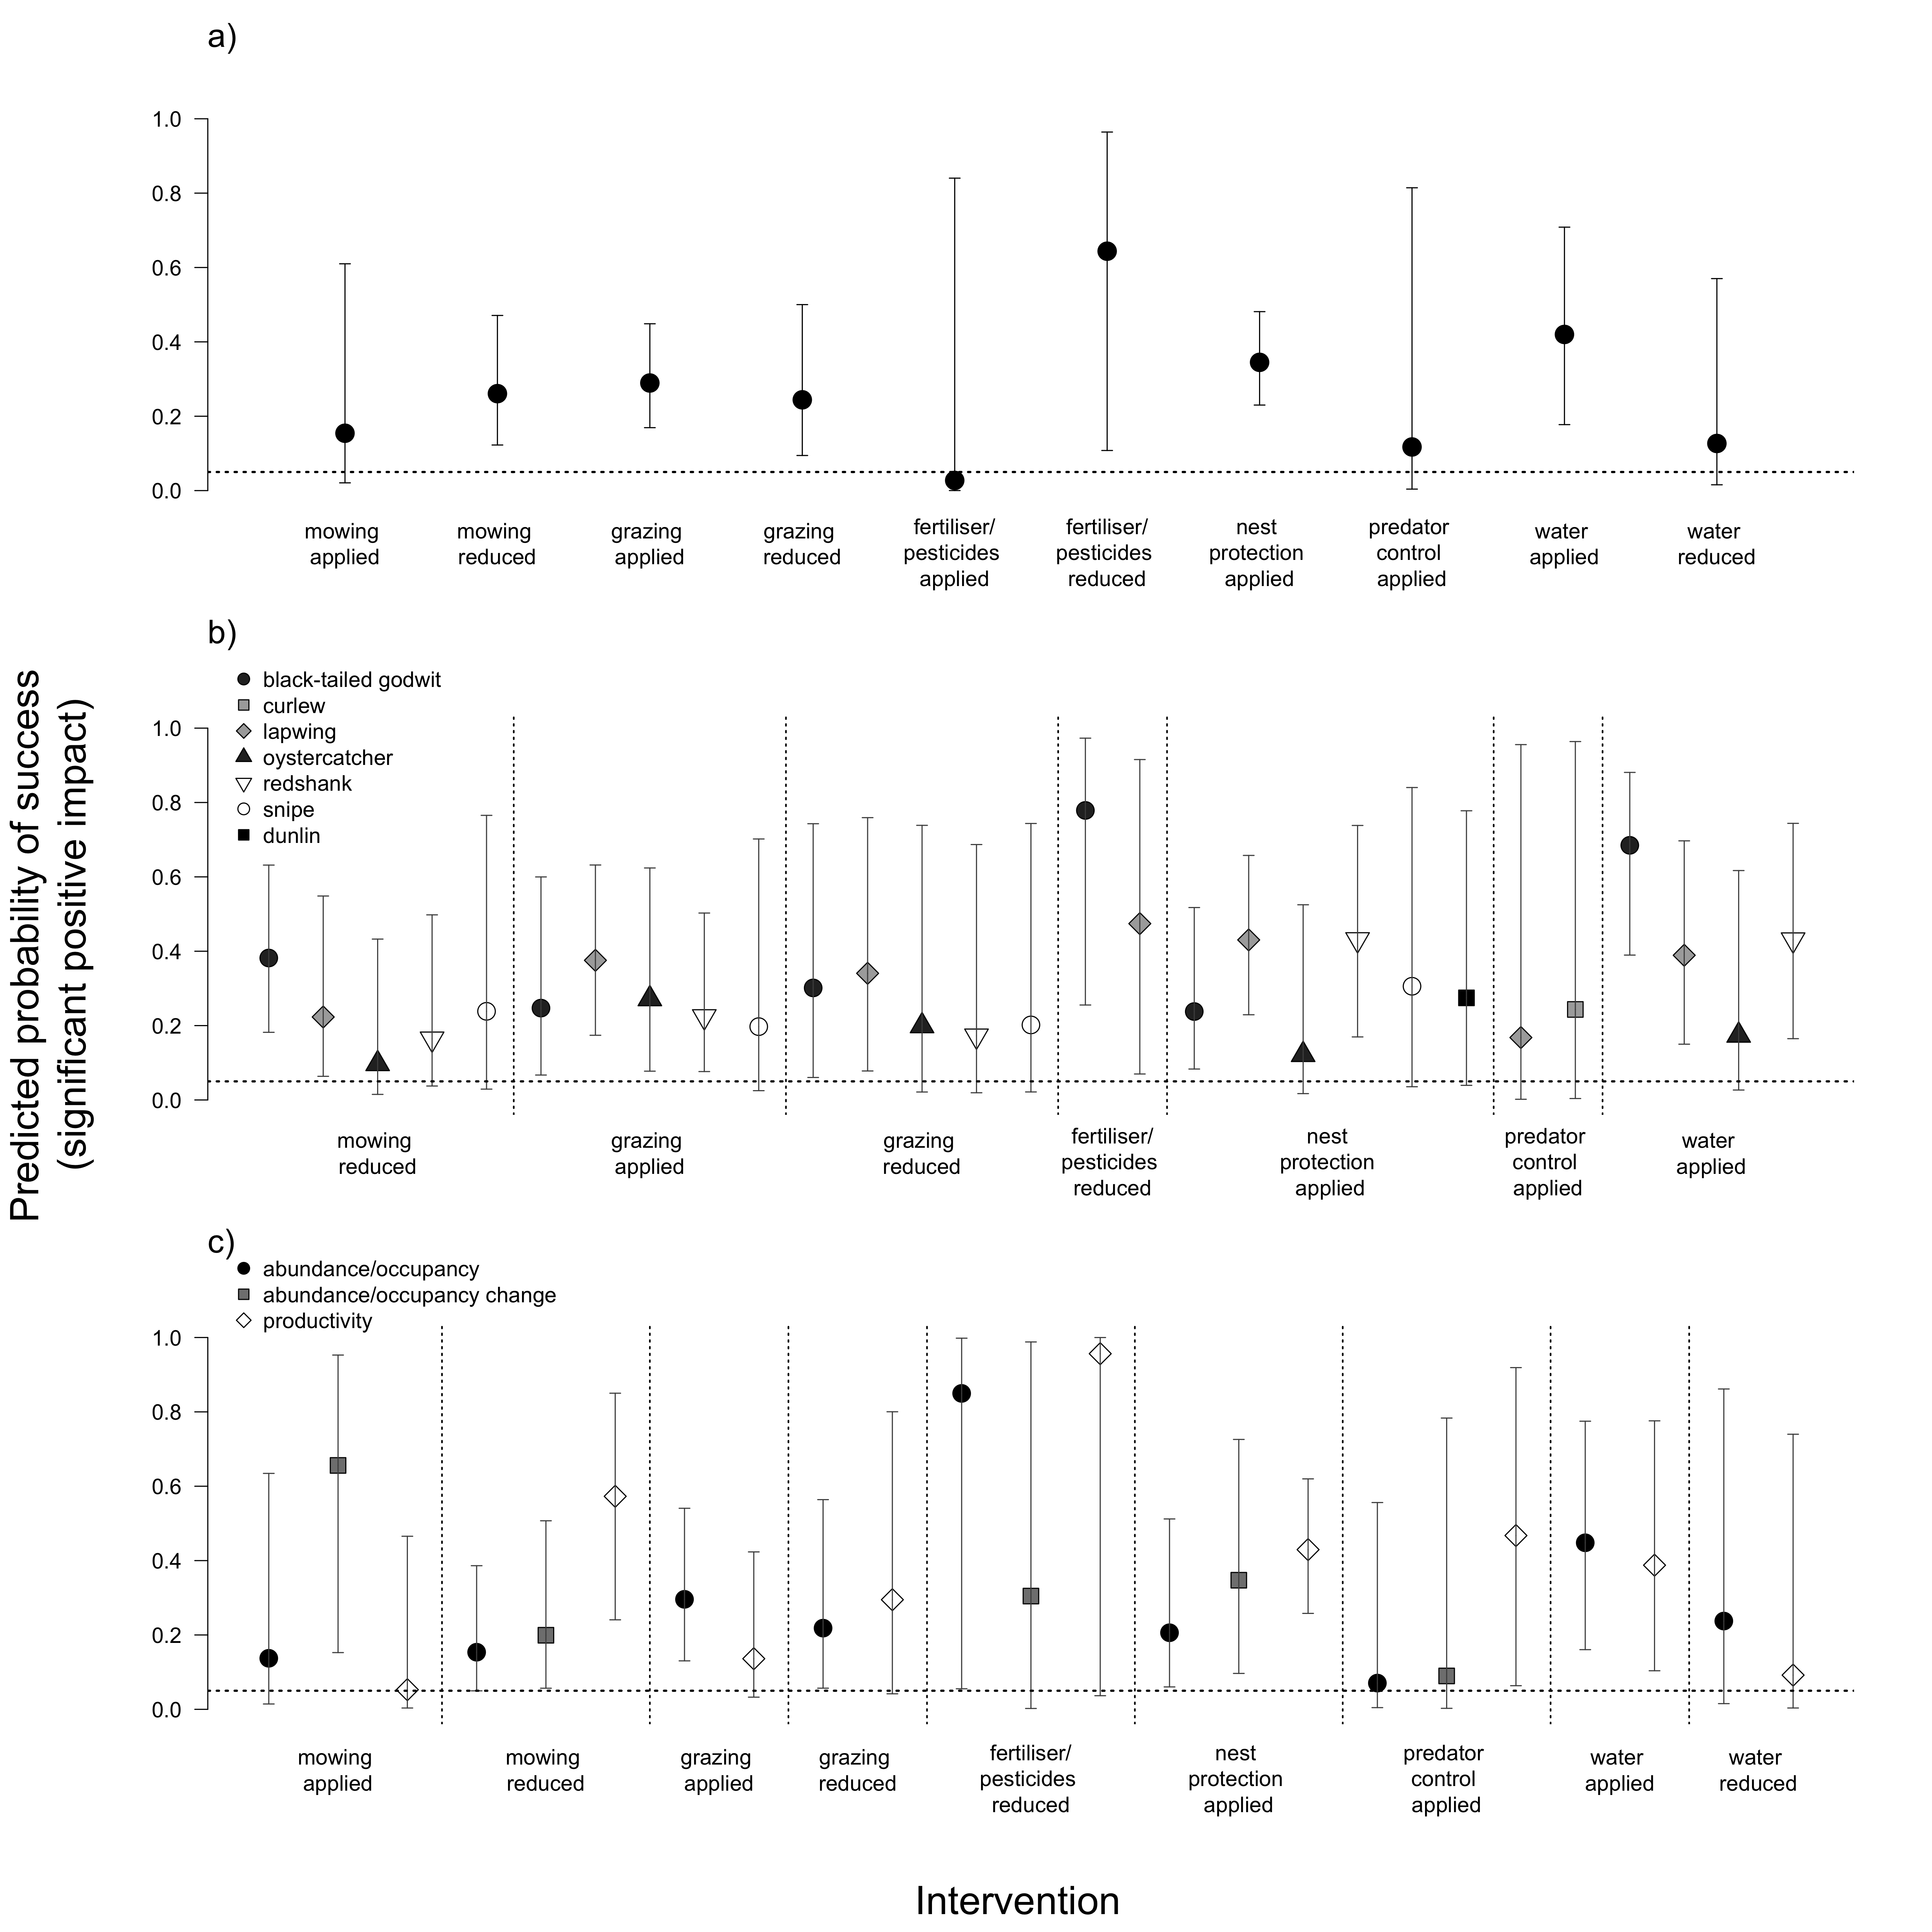 a)
1.0
0.8
0.6
0.4
0.2
0.0
mowing applied
mowing reduced
grazing applied
grazing reduced
fertiliser/ pesticides applied
fertiliser/ pesticides reduced
nest protection applied
predator control applied
water applied
water reduced
Predicted probability of success
(significant positive impact)
b)
black-tailed godwit
curlew
lapwing
oystercatcher
redshank
snipe
dunlin
1.0
0.8
0.6
0.4
0.2
0.0
mowing reduced
grazing applied
grazing reduced
fertiliser/ pesticides reduced
nest protection applied
predator control applied
water applied
c)
abundance/occupancy
abundance/occupancy change
productivity
1.0
0.8
0.6
0.4
0.2
0.0
mowing applied
mowing reduced
grazing applied
grazing reduced
fertiliser/ pesticides reduced
nest protection applied
predator control applied
water applied
water reduced
Intervention